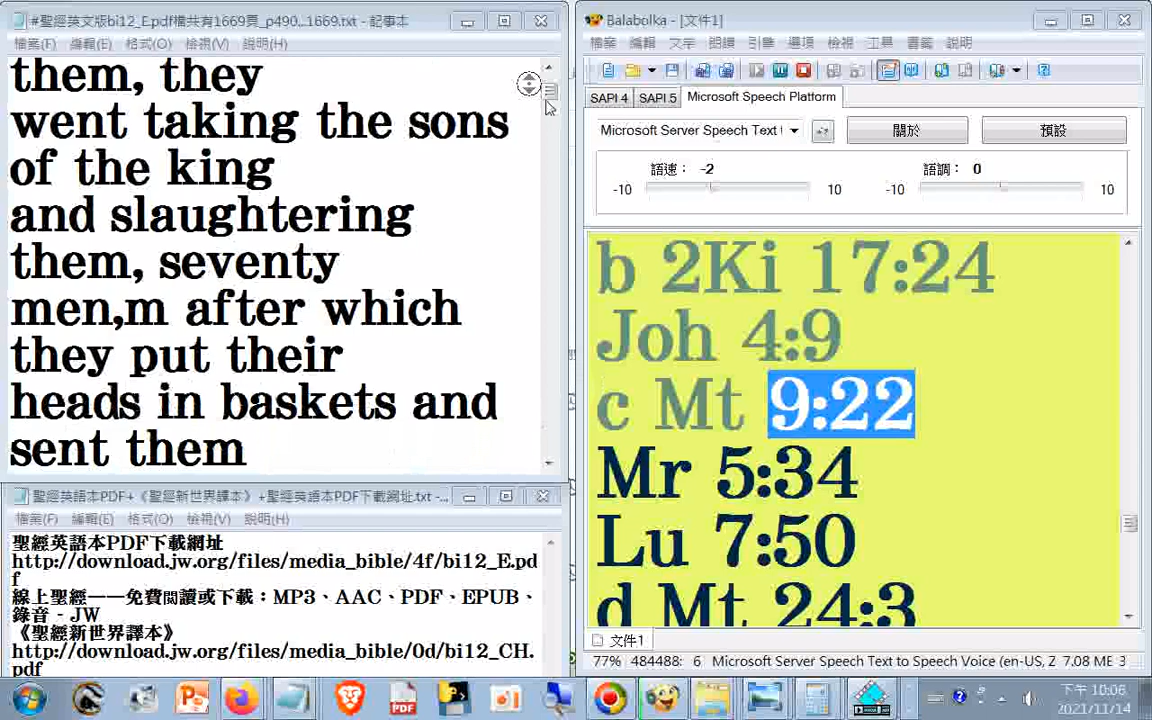 #聖經英文版bi12_E.pdf檔共有1669頁_p490,..1669.txt - 記事本
檔案(F) 編輯(E) 格式(O) 檢視(V) 說明(H)
them, they
went taking the sons
of the king
and slaughtering
them, seventy
men,m after which
they put their
heads in baskets and
sent them
聖經英語本PDF+《聖經新世界譯本》+聖經英語本PDF下載網址.txt -...
檔案(F) 編輯(E) 格式(O) 檢視(V) 說明(H)
聖經英語本PDF下載網址
http://download.jw.org/files/media_bible/4f/bi12_E.pd
f
線上聖經——免費閱讀或下載：MP3、AAC、PDF、EPUB、
錄音 - JW
《聖經新世界譯本》
http://download.jw.org/files/media_bible/0d/bi12_CH.
pdf
Balabolka - [文件1]
檔案 編輯 文字 朗讀 引擎 選項 檢視 工具 書籤 說明
SAPI 4 SAPI 5 Microsoft Speech Platform
Microsoft Server Speech Text t 關於 預設
語速： -2 語調： 0
-10 10 -10 10
b 2Ki 17:24
Joh 4:9
c Mt 9:22
Mr 5:34
Lu 7:50
d Mt 24:3
文件1
77% 484488: 6 Microsoft Server Speech Text to Speech Voice (en-US, Z 7.08 ME 3
PDF
下午 10:06
2021/11/14